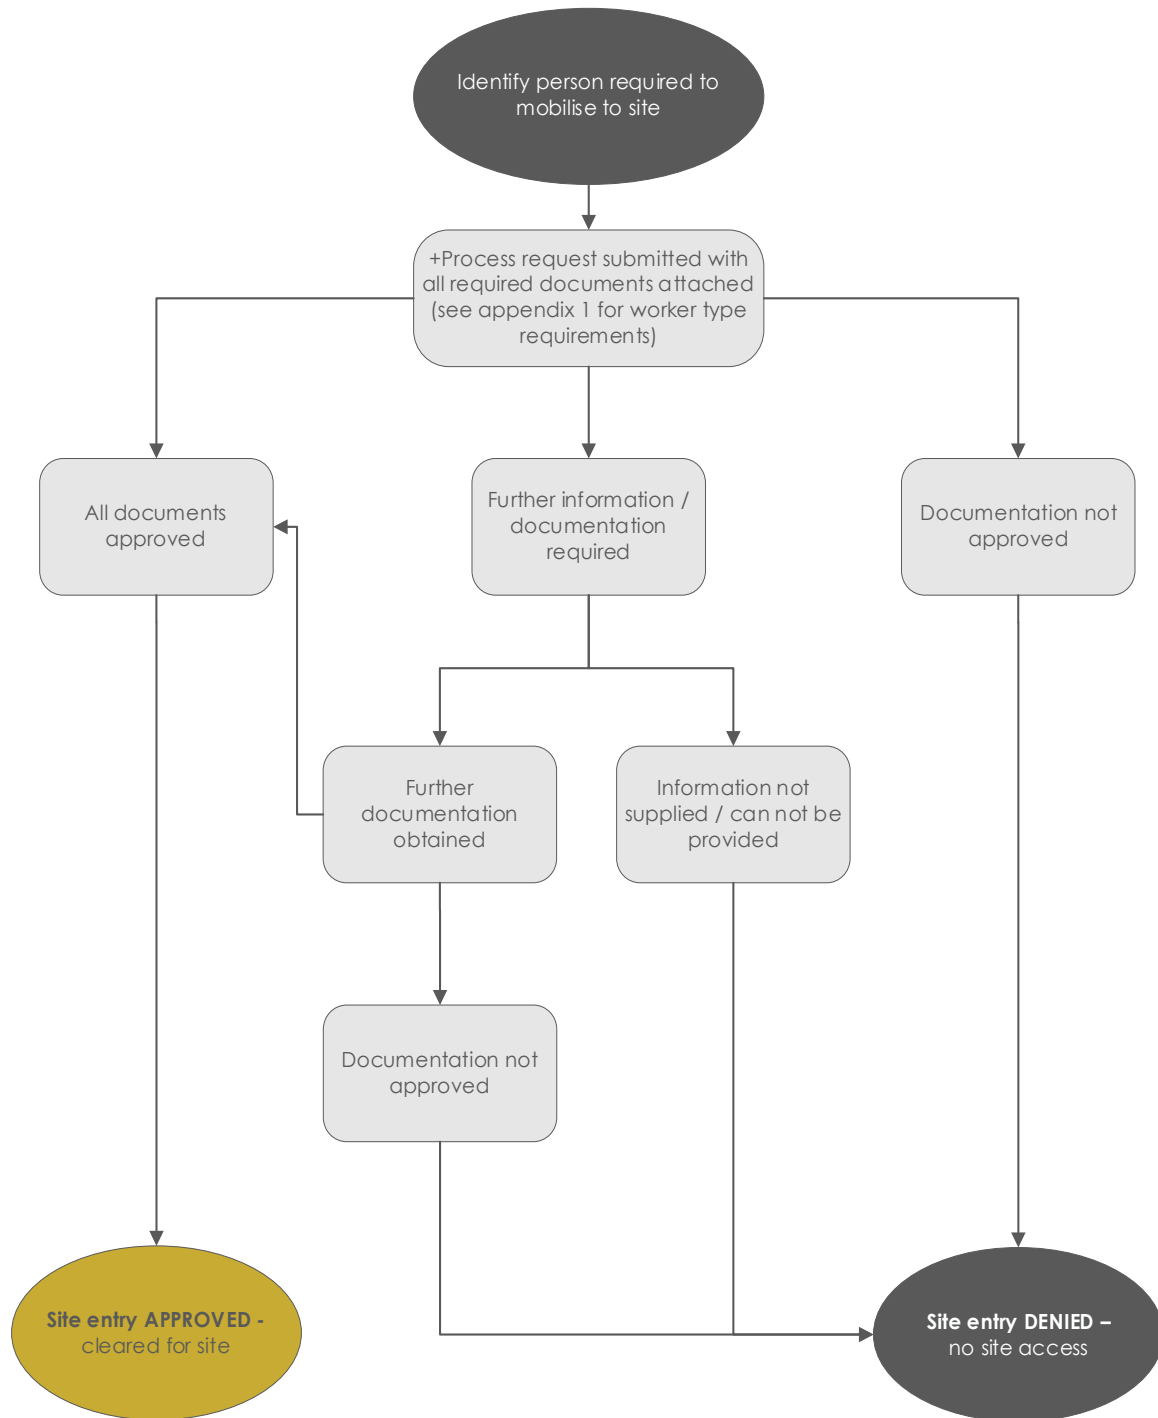 Identify person required to
mobilise to site
+Process request submitted with
all required documents attached
(see appendix 1 for worker type
requirements)
All documents
approved
Further information /
documentation
required
Documentation not
approved
Further
documentation
obtained
Information not
supplied / can not be
provided
Documentation not
approved
Site entry APPROVED -
cleared for site
Site entry DENIED –
no site access